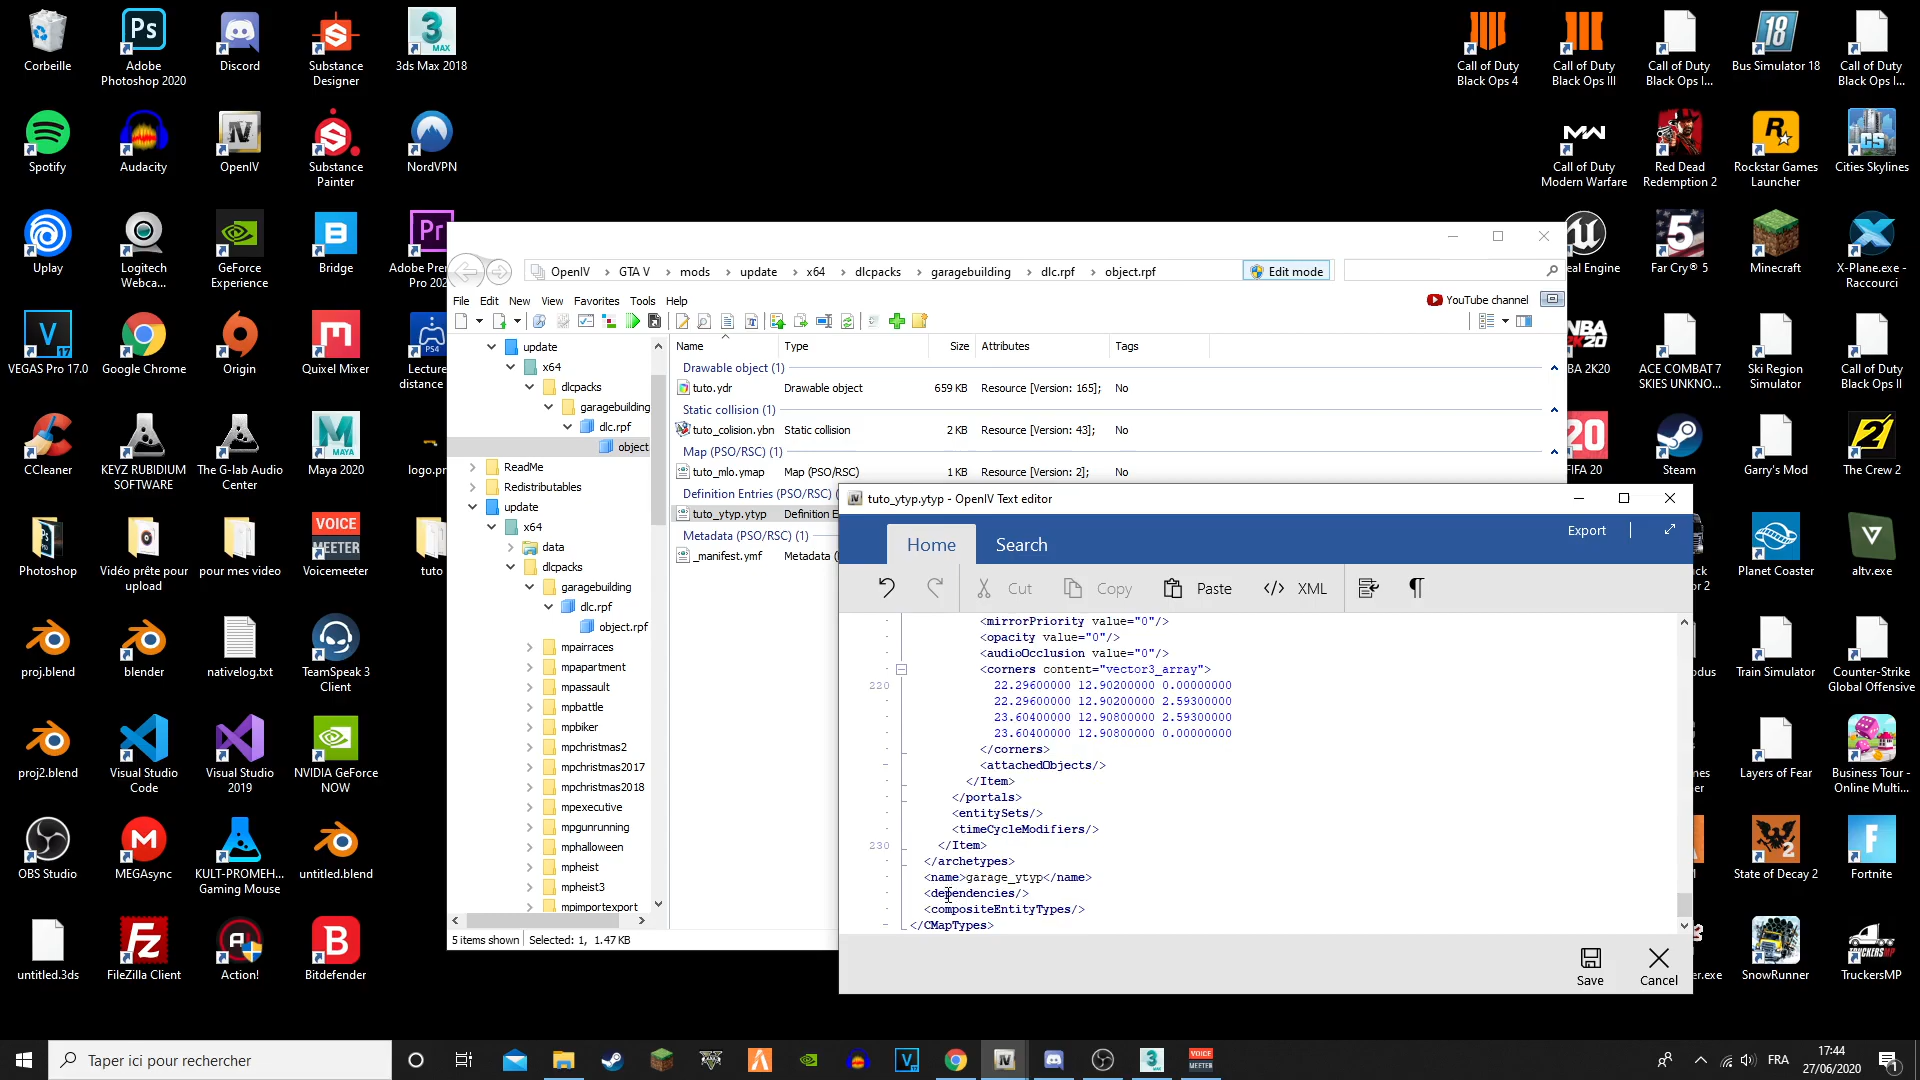 Corbeille
Adobe Photoshop 2020
Discord
Substance Designer
3ds Max 2018
Call of Duty Black Ops 4
Call of Duty Black Ops III
Call of Duty Black Ops I...
Bus Simulator 18
Call of Duty Black Ops I...
Spotify
Audacity
OpenIV
Substance Painter
NordVPN
Call of Duty Modern Warfare
Red Dead Redemption 2
Rockstar Games Launcher
Cities Skylines
Uplay
Logitech Webca...
GeForce Experience
Bridge
Adobe Pre
Pro 202
eal Engine
Far Cry® 5
Minecraft
X-Plane.exe - Raccourci
VEGAS Pro 17.0
Google Chrome
Origin
Quixel Mixer
Lecture
distance
BA 2K20
ACE COMBAT 7 SKIES UNKNO...
Ski Region Simulator
Call of Duty Black Ops II
CCleaner
KEYZ RUBIDIUM SOFTWARE
The G-lab Audio Center
Maya 2020
logo.pr
FIFA 20
Steam
Garry's Mod
The Crew 2
Photoshop
Vidéo prête pour upload
pour mes video
Voicemeeter
tuto
Planet Coaster
altv.exe
proj.blend
blender
nativelog.txt
TeamSpeak 3 Client
Train Simulator
Counter-Strike Global Offensive
proj2.blend
Visual Studio Code
Visual Studio 2019
NVIDIA GeForce NOW
Layers of Fear
Business Tour - Online Multi...
OBS Studio
MEGAsync
KULT-PROMEH... Gaming Mouse
untitled.blend
State of Decay 2
Fortnite
untitled.3ds
FileZilla Client
Action!
Bitdefender
er.exe
SnowRunner
TruckersMP
OpenIV > GTA V > mods > update > x64 > dlcpacks > garagebuilding > dlc.rpf > object.rpf
Edit mode
File Edit New View Favorites Tools Help
YouTube channel
update
x64
dlcpacks
garagebuilding
dlc.rpf
object
ReadMe
Redistributables
update
x64
data
dlcpacks
garagebuilding
dlc.rpf
object.rpf
mpairraces
mpapartment
mpassault
mpbattle
mpbiker
mpchristmas2
mpchristmas2017
mpchristmas2018
mpexecutive
mpgunrunning
mphalloween
mpheist
mpheist3
mpimportexport
Name Type Size Attributes Tags
Drawable object (1)
tuto.ydr Drawable object 659 KB Resource [Version: 165]; No
Static collision (1)
tuto_colision.ybn Static collision 2 KB Resource [Version: 43]; No
Map (PSO/RSC) (1)
tuto_mlo.ymap Map (PSO/RSC) 1 KB Resource [Version: 2]; No
Definition Entries (PSO/RSC) (
tuto_ytyp.ytyp Definition E
Metadata (PSO/RSC) (1)
_manifest.ymf Metadata (
5 items shown Selected: 1, 1.47 KB
tuto_ytyp.ytyp - OpenIV Text editor
Home Search Export
Cut Copy Paste XML
<mirrorPriority value="0"/>
<opacity value="0"/>
<audioOcclusion value="0"/>
<corners content="vector3_array">
220 22.29600000 12.90200000 0.00000000
22.29600000 12.90200000 2.59300000
23.60400000 12.90800000 2.59300000
23.60400000 12.90800000 0.00000000
</corners>
<attachedObjects/>
</Item>
</portals>
<entitySets/>
<timeCycleModifiers/>
230 </Item>
</archetypes>
<name>garage_ytyp</name>
<dependencies/>
<compositeEntityTypes/>
</CMapTypes>
Save Cancel
Taper ici pour rechercher
FRA
17:44
27/06/2020